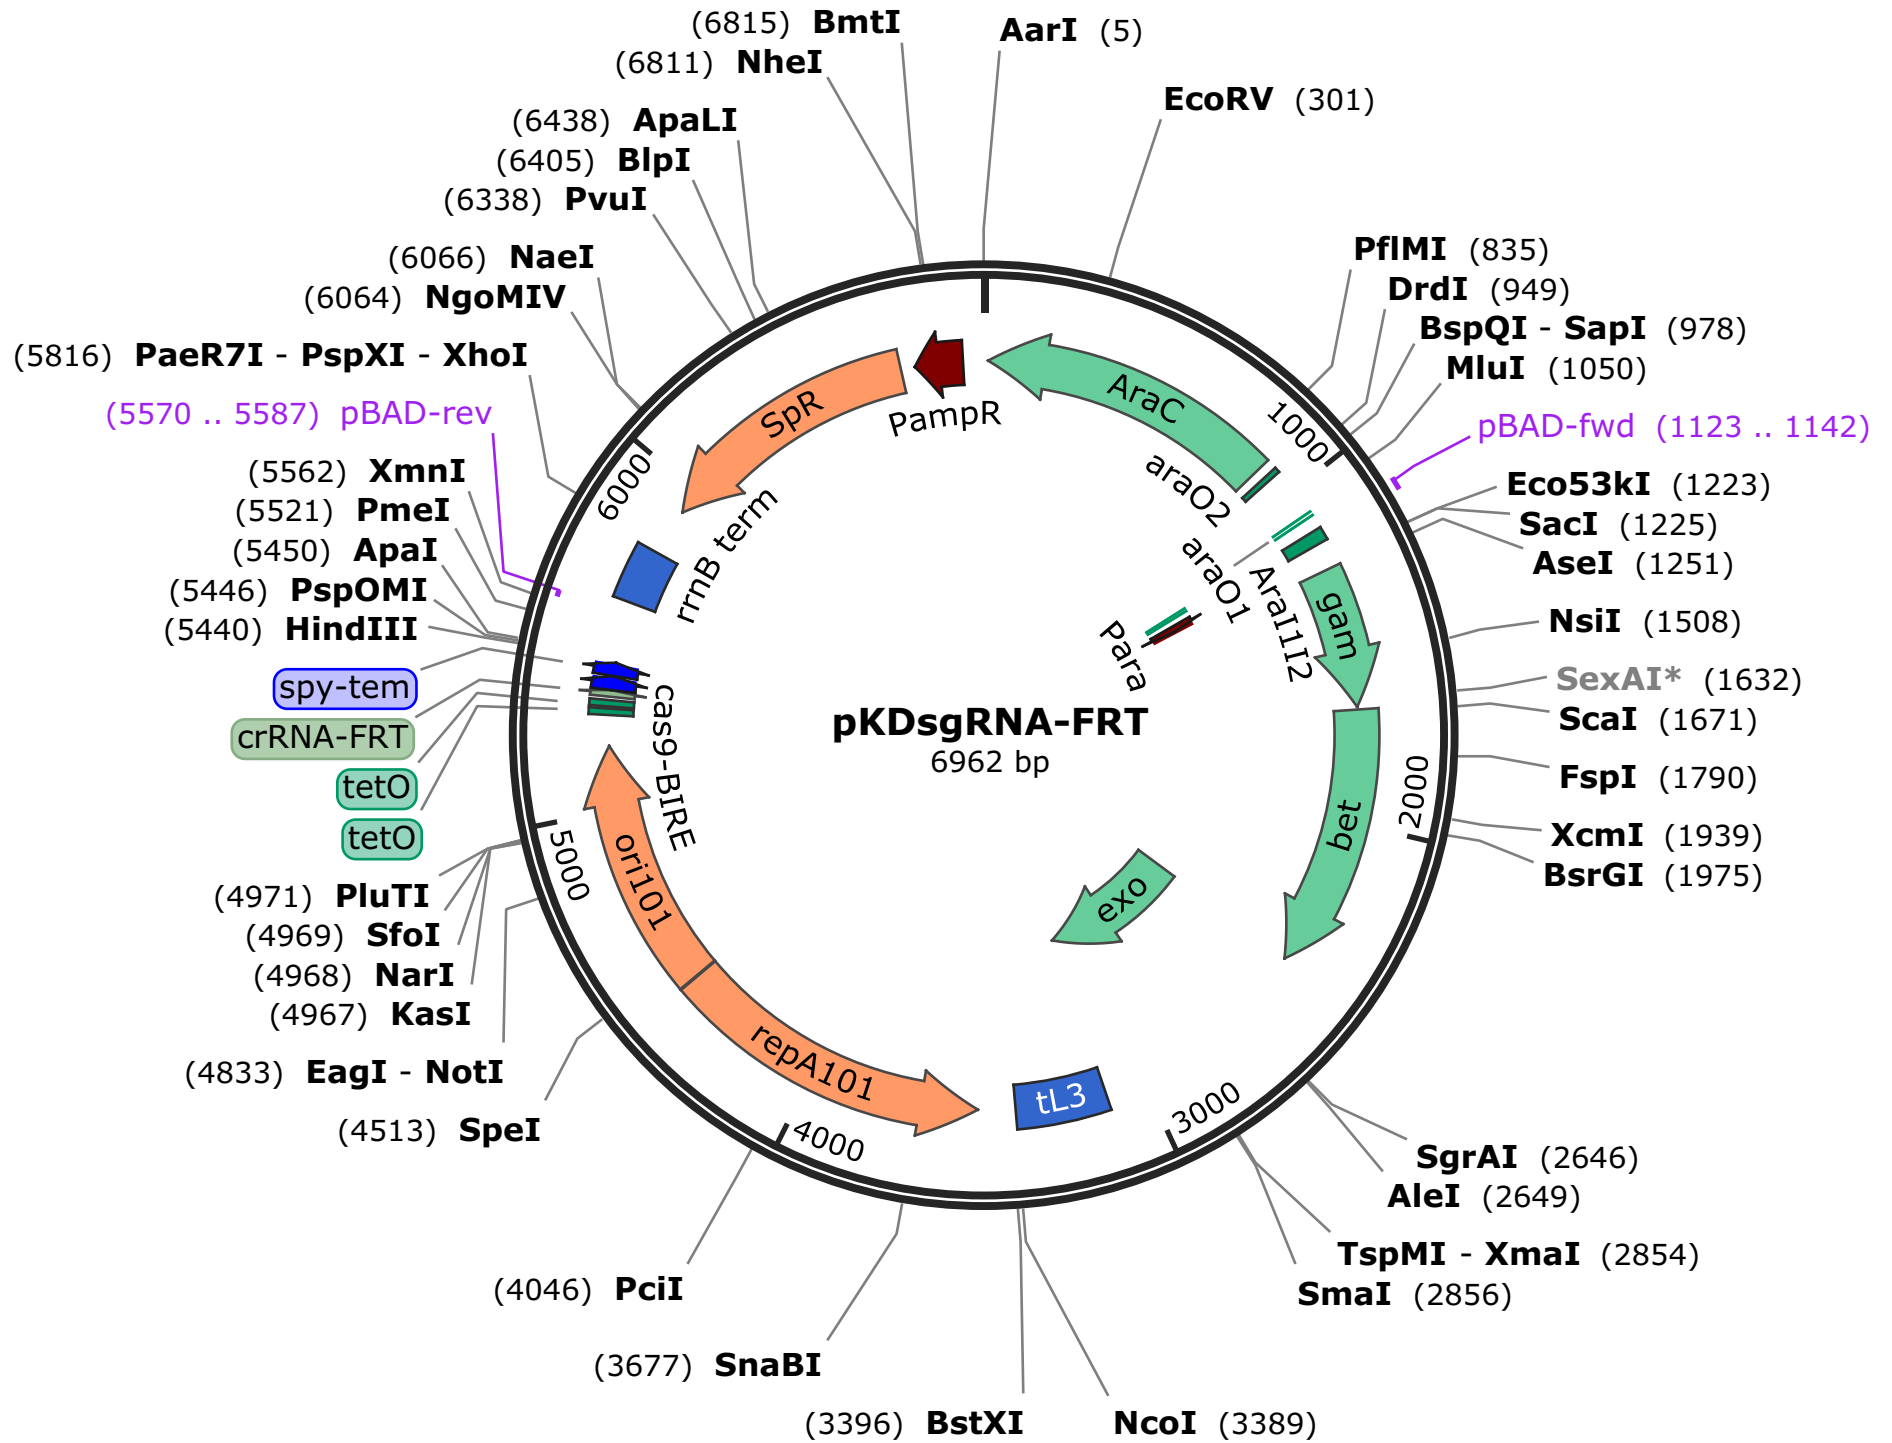 (6815) BmtI
AarI (5)
(6811) NheI
EcoRV (301)
(6438) ApaLI
(6405) BlpI
(6338) PvuI
(6066) NaeI
(6064) NgoMIV
(5816) PaeR7I - PspXI - XhoI
(5570 .. 5587) pBAD-rev
(5562) XmnI
(5521) PmeI
(5450) ApaI
(5446) PspOMI
(5440) HindIII
spy-tem
crRNA-FRT
tetO
tetO
(4971) PluTI
(4969) SfoI
(4968) NarI
(4967) KasI
(4833) EagI - NotI
(4513) SpeI
(4046) PciI
(3677) SnaBI
(3396) BstXI
NcoI (3389)
PflMI (835)
DrdI (949)
BspQI - SapI (978)
MluI (1050)
pBAD-fwd (1123 .. 1142)
Eco53kI (1223)
SacI (1225)
AseI (1251)
NsiI (1508)
SexAI* (1632)
ScaI (1671)
FspI (1790)
XcmI (1939)
BsrGI (1975)
SgrAI (2646)
AleI (2649)
TspMI - XmaI (2854)
SmaI (2856)
1000
2000
3000
4000
5000
6000
SpR
PampR
AraC
araO2
araO1
AraI1I2
Para
gam
bet
exo
tL3
repA101
ori101
cas9-BIRE
rrnB term
pKDsgRNA-FRT
6962 bp